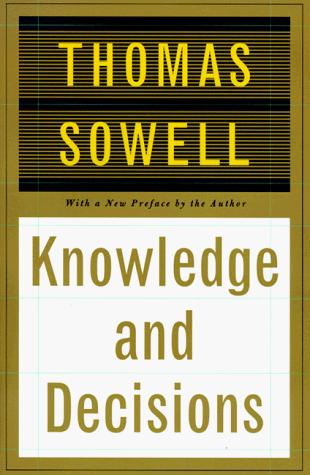 THOMAS
SOWELL
With a New Preface by the Author
Knowledge
and
Decisions